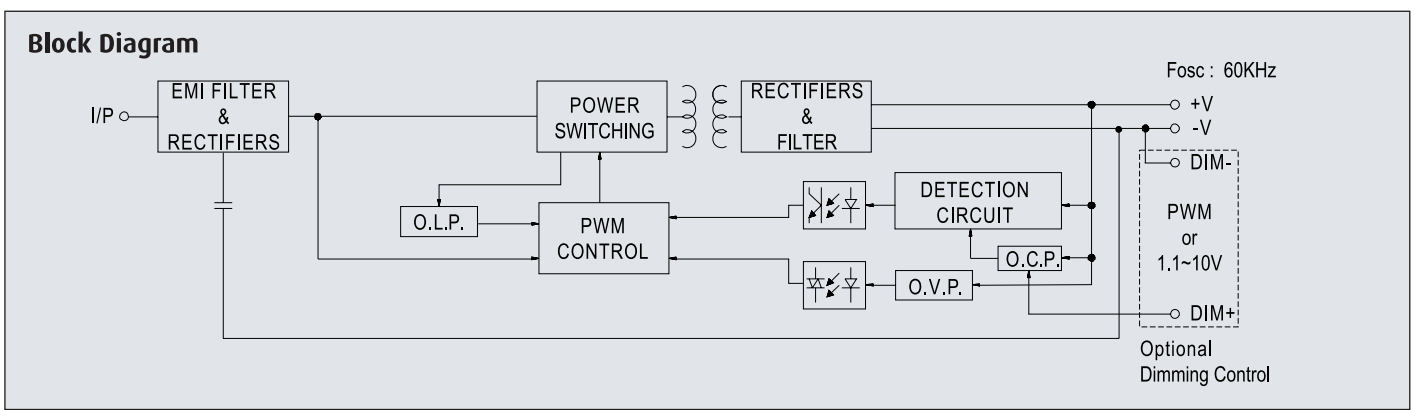 Block Diagram
Fosc : 60KHz
I/P
EMI FILTER
&
RECTIFIERS
POWER
SWITCHING
RECTIFIERS
&
FILTER
+V
-V
DIM-
O.L.P.
PWM
CONTROL
DETECTION
CIRCUIT
O.C.P.
O.V.P.
PWM
or
1.1~10V
DIM+
Optional
Dimming Control